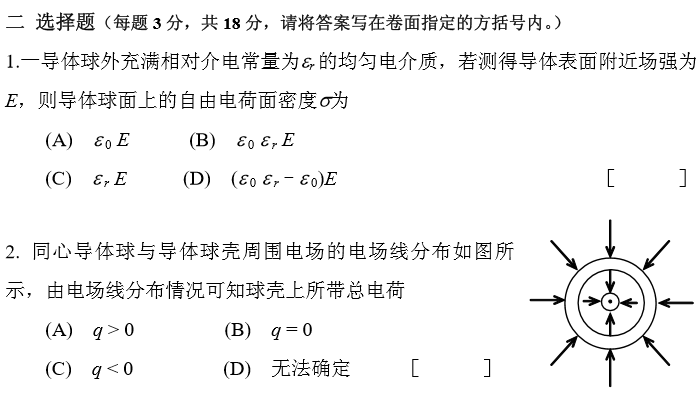 二 选择题（每题 3 分，共 18 分，请将答案写在卷面指定的方括号内。）
1.一导体球外充满相对介电常量为εr 的均匀电介质，若测得导体表面附近场强为
E，则导体球面上的自由电荷面密度σ为
(A) ε0 E (B) ε0 εr E
(C) εr E (D) (ε0 εr − ε0)E [ ]
2. 同心导体球与导体球壳周围电场的电场线分布如图所
示，由电场线分布情况可知球壳上所带总电荷
(A) q > 0 (B) q = 0
(C) q < 0 (D) 无法确定 [ ]